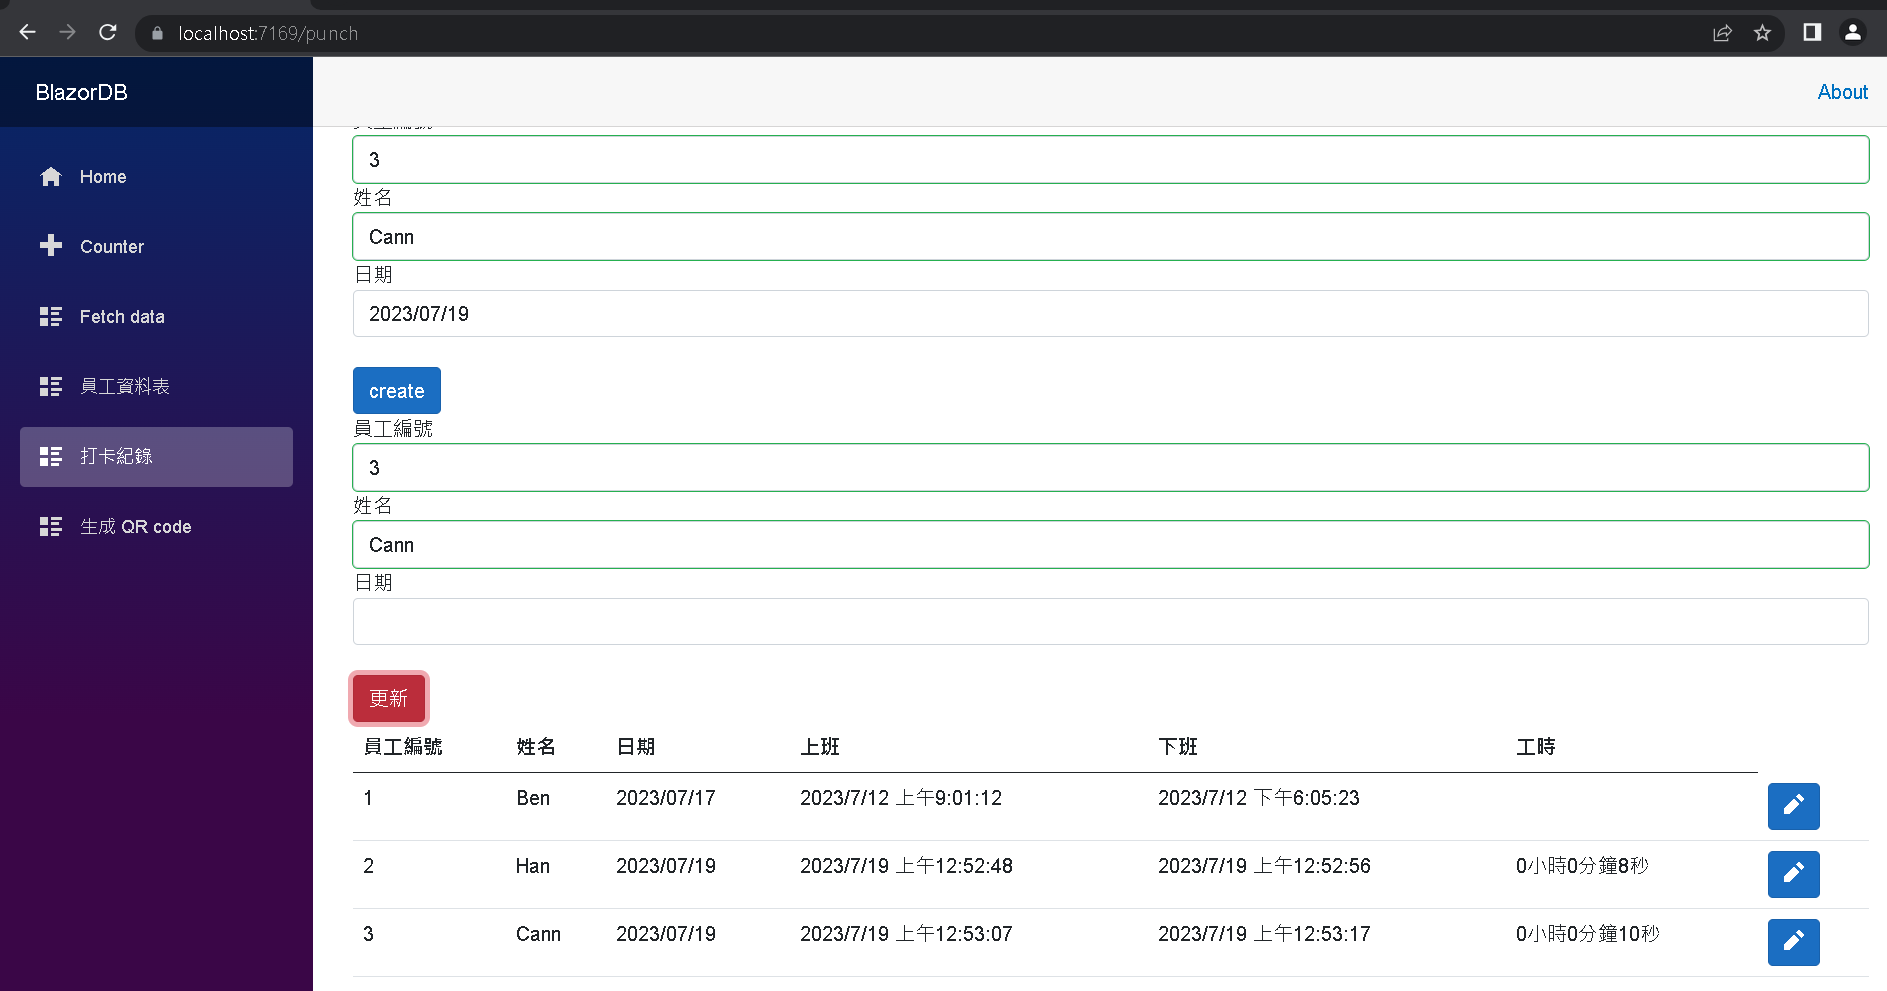 localhost:7169/punch
BlazorDB
About
Home
Counter
Fetch data
員工資料表
打卡紀錄
生成 QR code
3
姓名
Cann
日期
2023/07/19
create
員工編號
3
姓名
Cann
日期
更新
員工編號 姓名 日期 上班 下班 工時
1 Ben 2023/07/17 2023/7/12 上午9:01:12 2023/7/12 下午6:05:23
2 Han 2023/07/19 2023/7/19 上午12:52:48 2023/7/19 上午12:52:56 0小時0分鐘8秒
3 Cann 2023/07/19 2023/7/19 上午12:53:07 2023/7/19 上午12:53:17 0小時0分鐘10秒